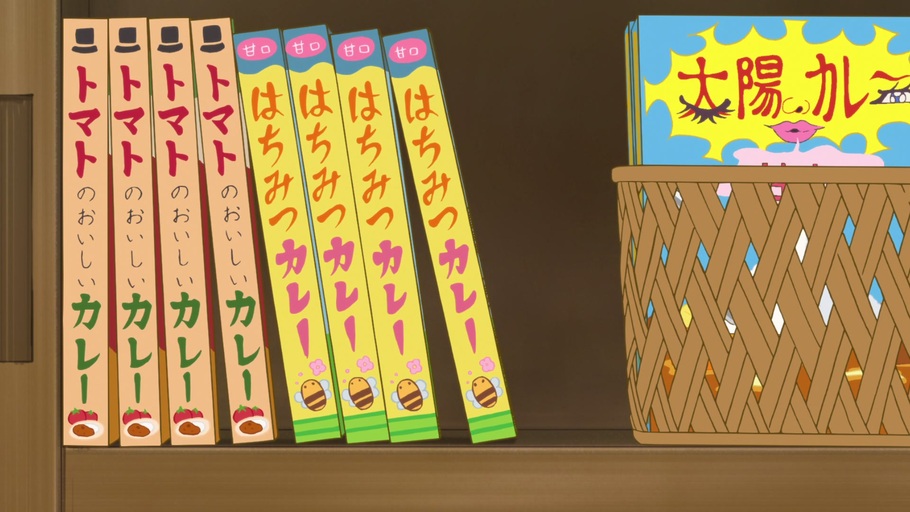 トマトのおいしいカレー
トマトのおいしいカレー
トマトのおいしいカレー
トマトのおいしいカレー
甘口
はちみつカレー
甘口
はちみつカレー
甘口
はちみつカレー
甘口
はちみつカレー
太陽カレー